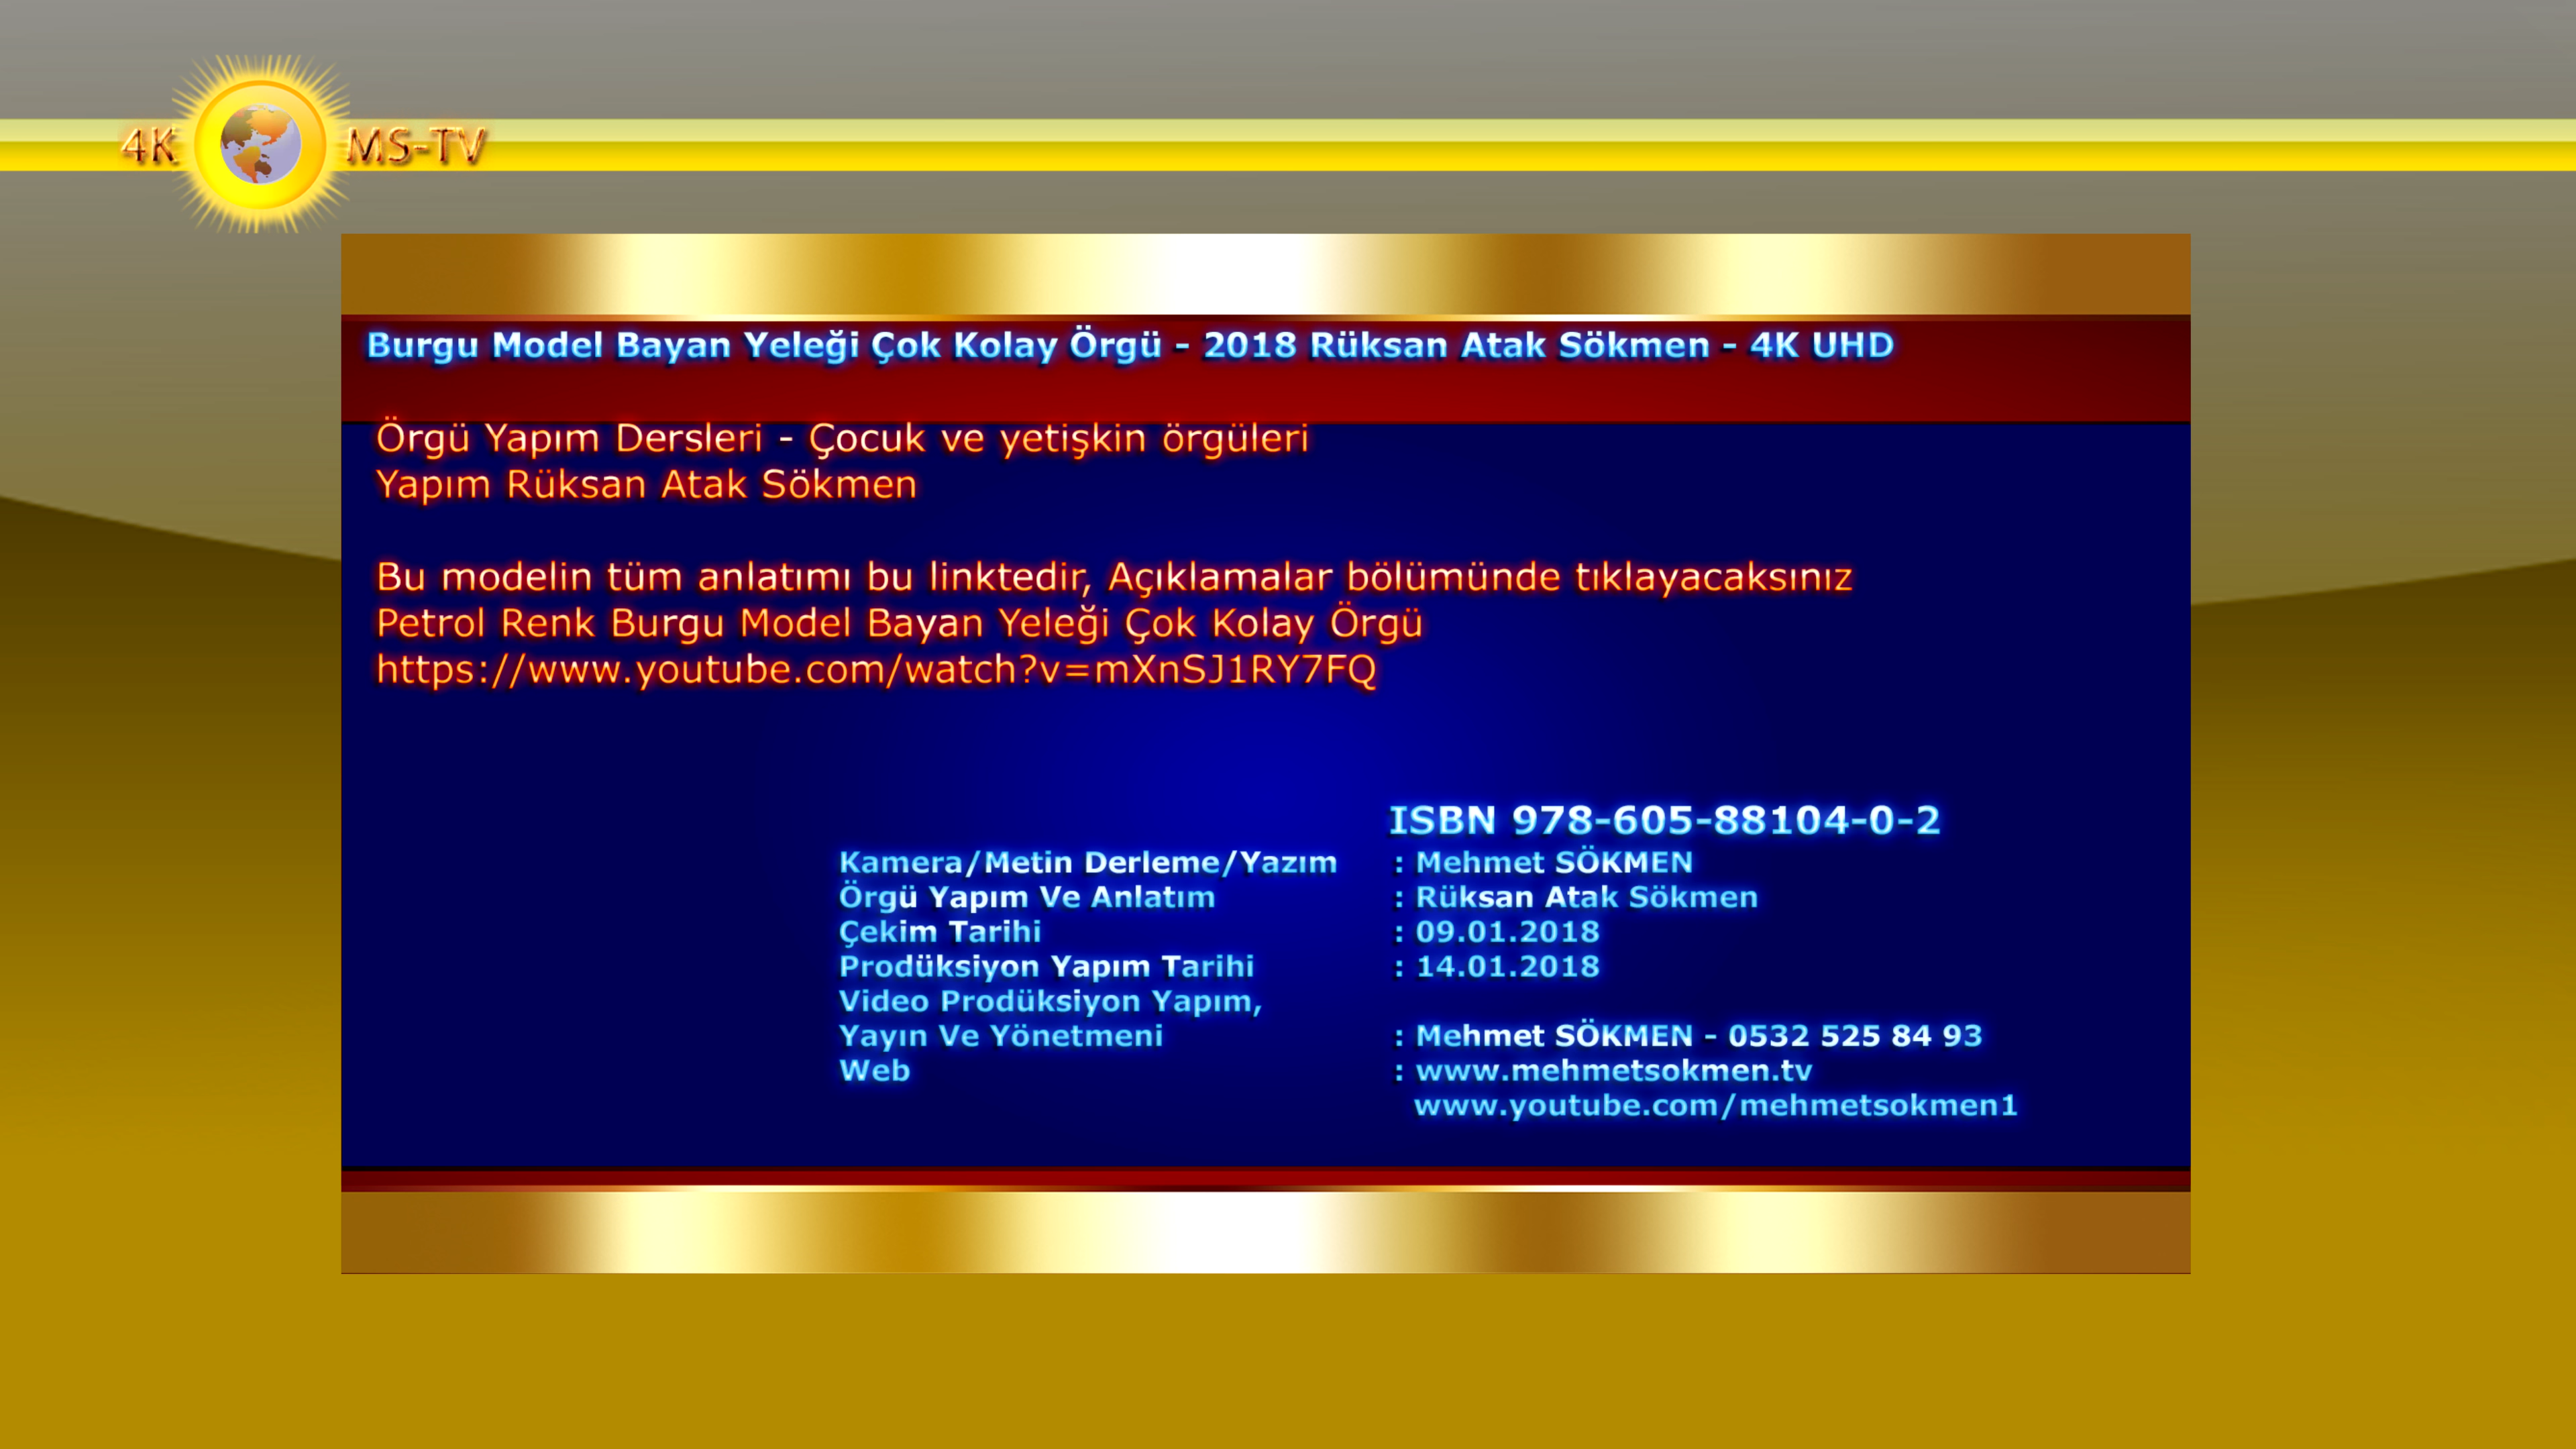 4K MS-TV
Burgu Model Bayan Yeleği Çok Kolay Örgü - 2018 Rüksan Atak Sökmen - 4K UHD
Örgü Yapım Dersleri - Çocuk ve yetişkin örgüleri
Yapım Rüksan Atak Sökmen
Bu modelin tüm anlatımı bu linktedir, Açıklamalar bölümünde tıklayacaksınız
Petrol Renk Burgu Model Bayan Yeleği Çok Kolay Örgü
https://www.youtube.com/watch?v=mXnSJ1RY7FQ
ISBN 978-605-88104-0-2
Kamera/Metin Derleme/Yazım : Mehmet SÖKMEN
Örgü Yapım Ve Anlatım : Rüksan Atak Sökmen
Çekim Tarihi : 09.01.2018
Prodüksiyon Yapım Tarihi : 14.01.2018
Video Prodüksiyon Yapım,
Yayın Ve Yönetmeni : Mehmet SÖKMEN - 0532 525 84 93
Web : www.mehmetsokmen.tv
www.youtube.com/mehmetsokmen1